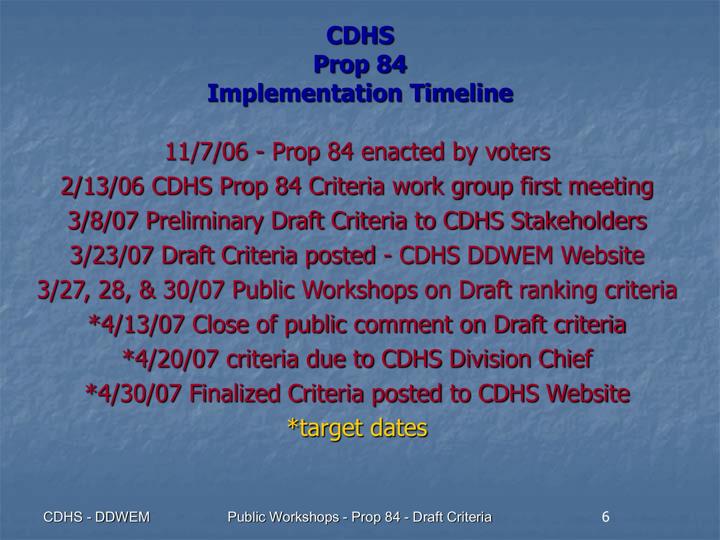 CDHS
Prop 84
Implementation Timeline
11/7/06 - Prop 84 enacted by voters
2/13/06 CDHS Prop 84 Criteria work group first meeting
3/8/07 Preliminary Draft Criteria to CDHS Stakeholders
3/23/07 Draft Criteria posted - CDHS DDWEM Website
3/27, 28, & 30/07 Public Workshops on Draft ranking criteria
*4/13/07 Close of public comment on Draft criteria
*4/20/07 criteria due to CDHS Division Chief
*4/30/07 Finalized Criteria posted to CDHS Website
*target dates
CDHS - DDWEM Public Workshops - Prop 84 - Draft Criteria 6